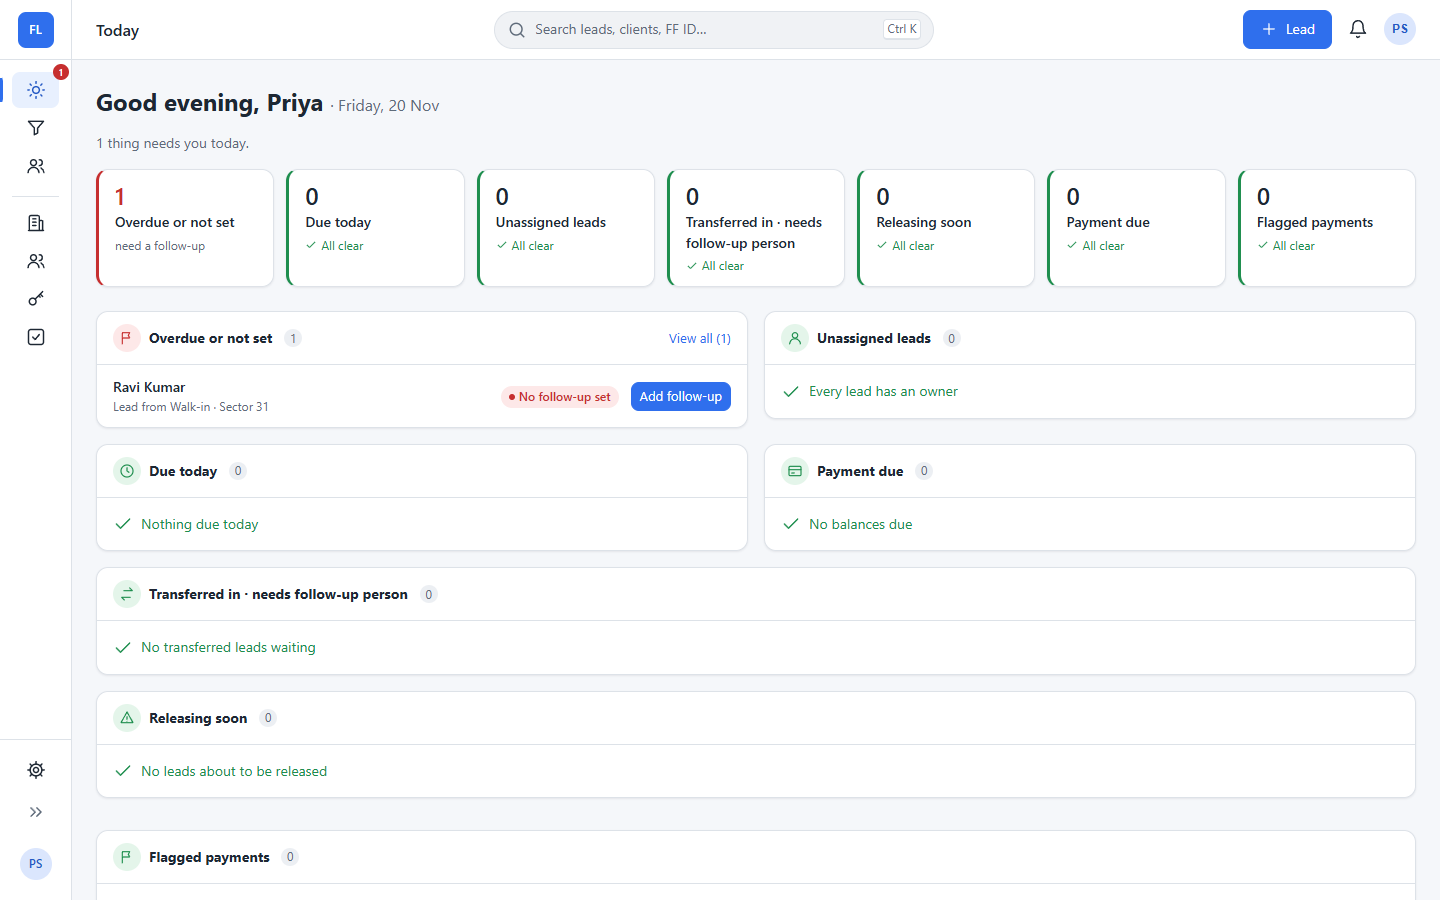 FL
Today
Search leads, clients, FF ID...
Ctrl K
Lead
PS
1
Good evening, Priya · Friday, 20 Nov
1 thing needs you today.
1
Overdue or not set
need a follow-up
0
Due today
All clear
0
Unassigned leads
All clear
0
Transferred in · needs
follow-up person
All clear
0
Releasing soon
All clear
0
Payment due
All clear
0
Flagged payments
All clear
Overdue or not set 1
View all (1)
Ravi Kumar
Lead from Walk-in · Sector 31
No follow-up set
Add follow-up
Unassigned leads 0
Every lead has an owner
Due today 0
Nothing due today
Payment due 0
No balances due
Transferred in · needs follow-up person 0
No transferred leads waiting
Releasing soon 0
No leads about to be released
Flagged payments 0
PS